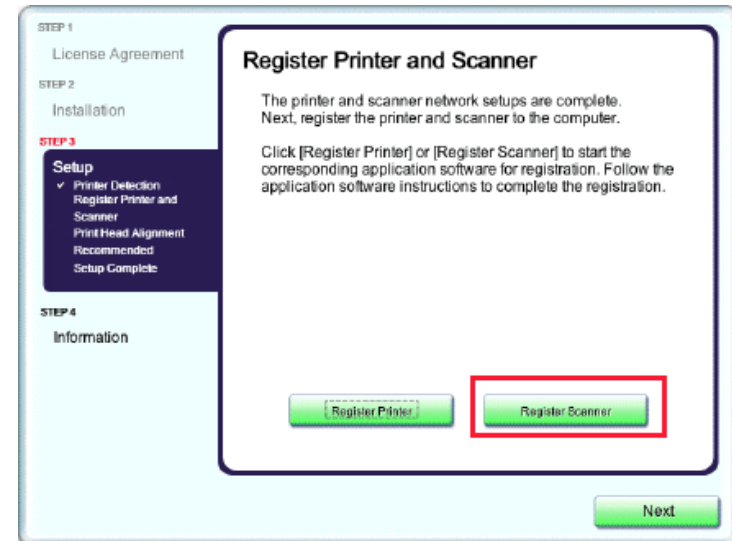 STEP 1
License Agreement
STEP 2
Installation
STEP 3
Setup
✓ Printer Detection
Register Printer and
Scanner
Print Head Alignment
Recommended
Setup Complete
STEP 4
Information
Register Printer and Scanner
The printer and scanner network setups are complete.
Next, register the printer and scanner to the computer.
Click [Register Printer] or [Register Scanner] to start the
corresponding application software for registration. Follow the
application software instructions to complete the registration.
Register Printer
Register Scanner
Next